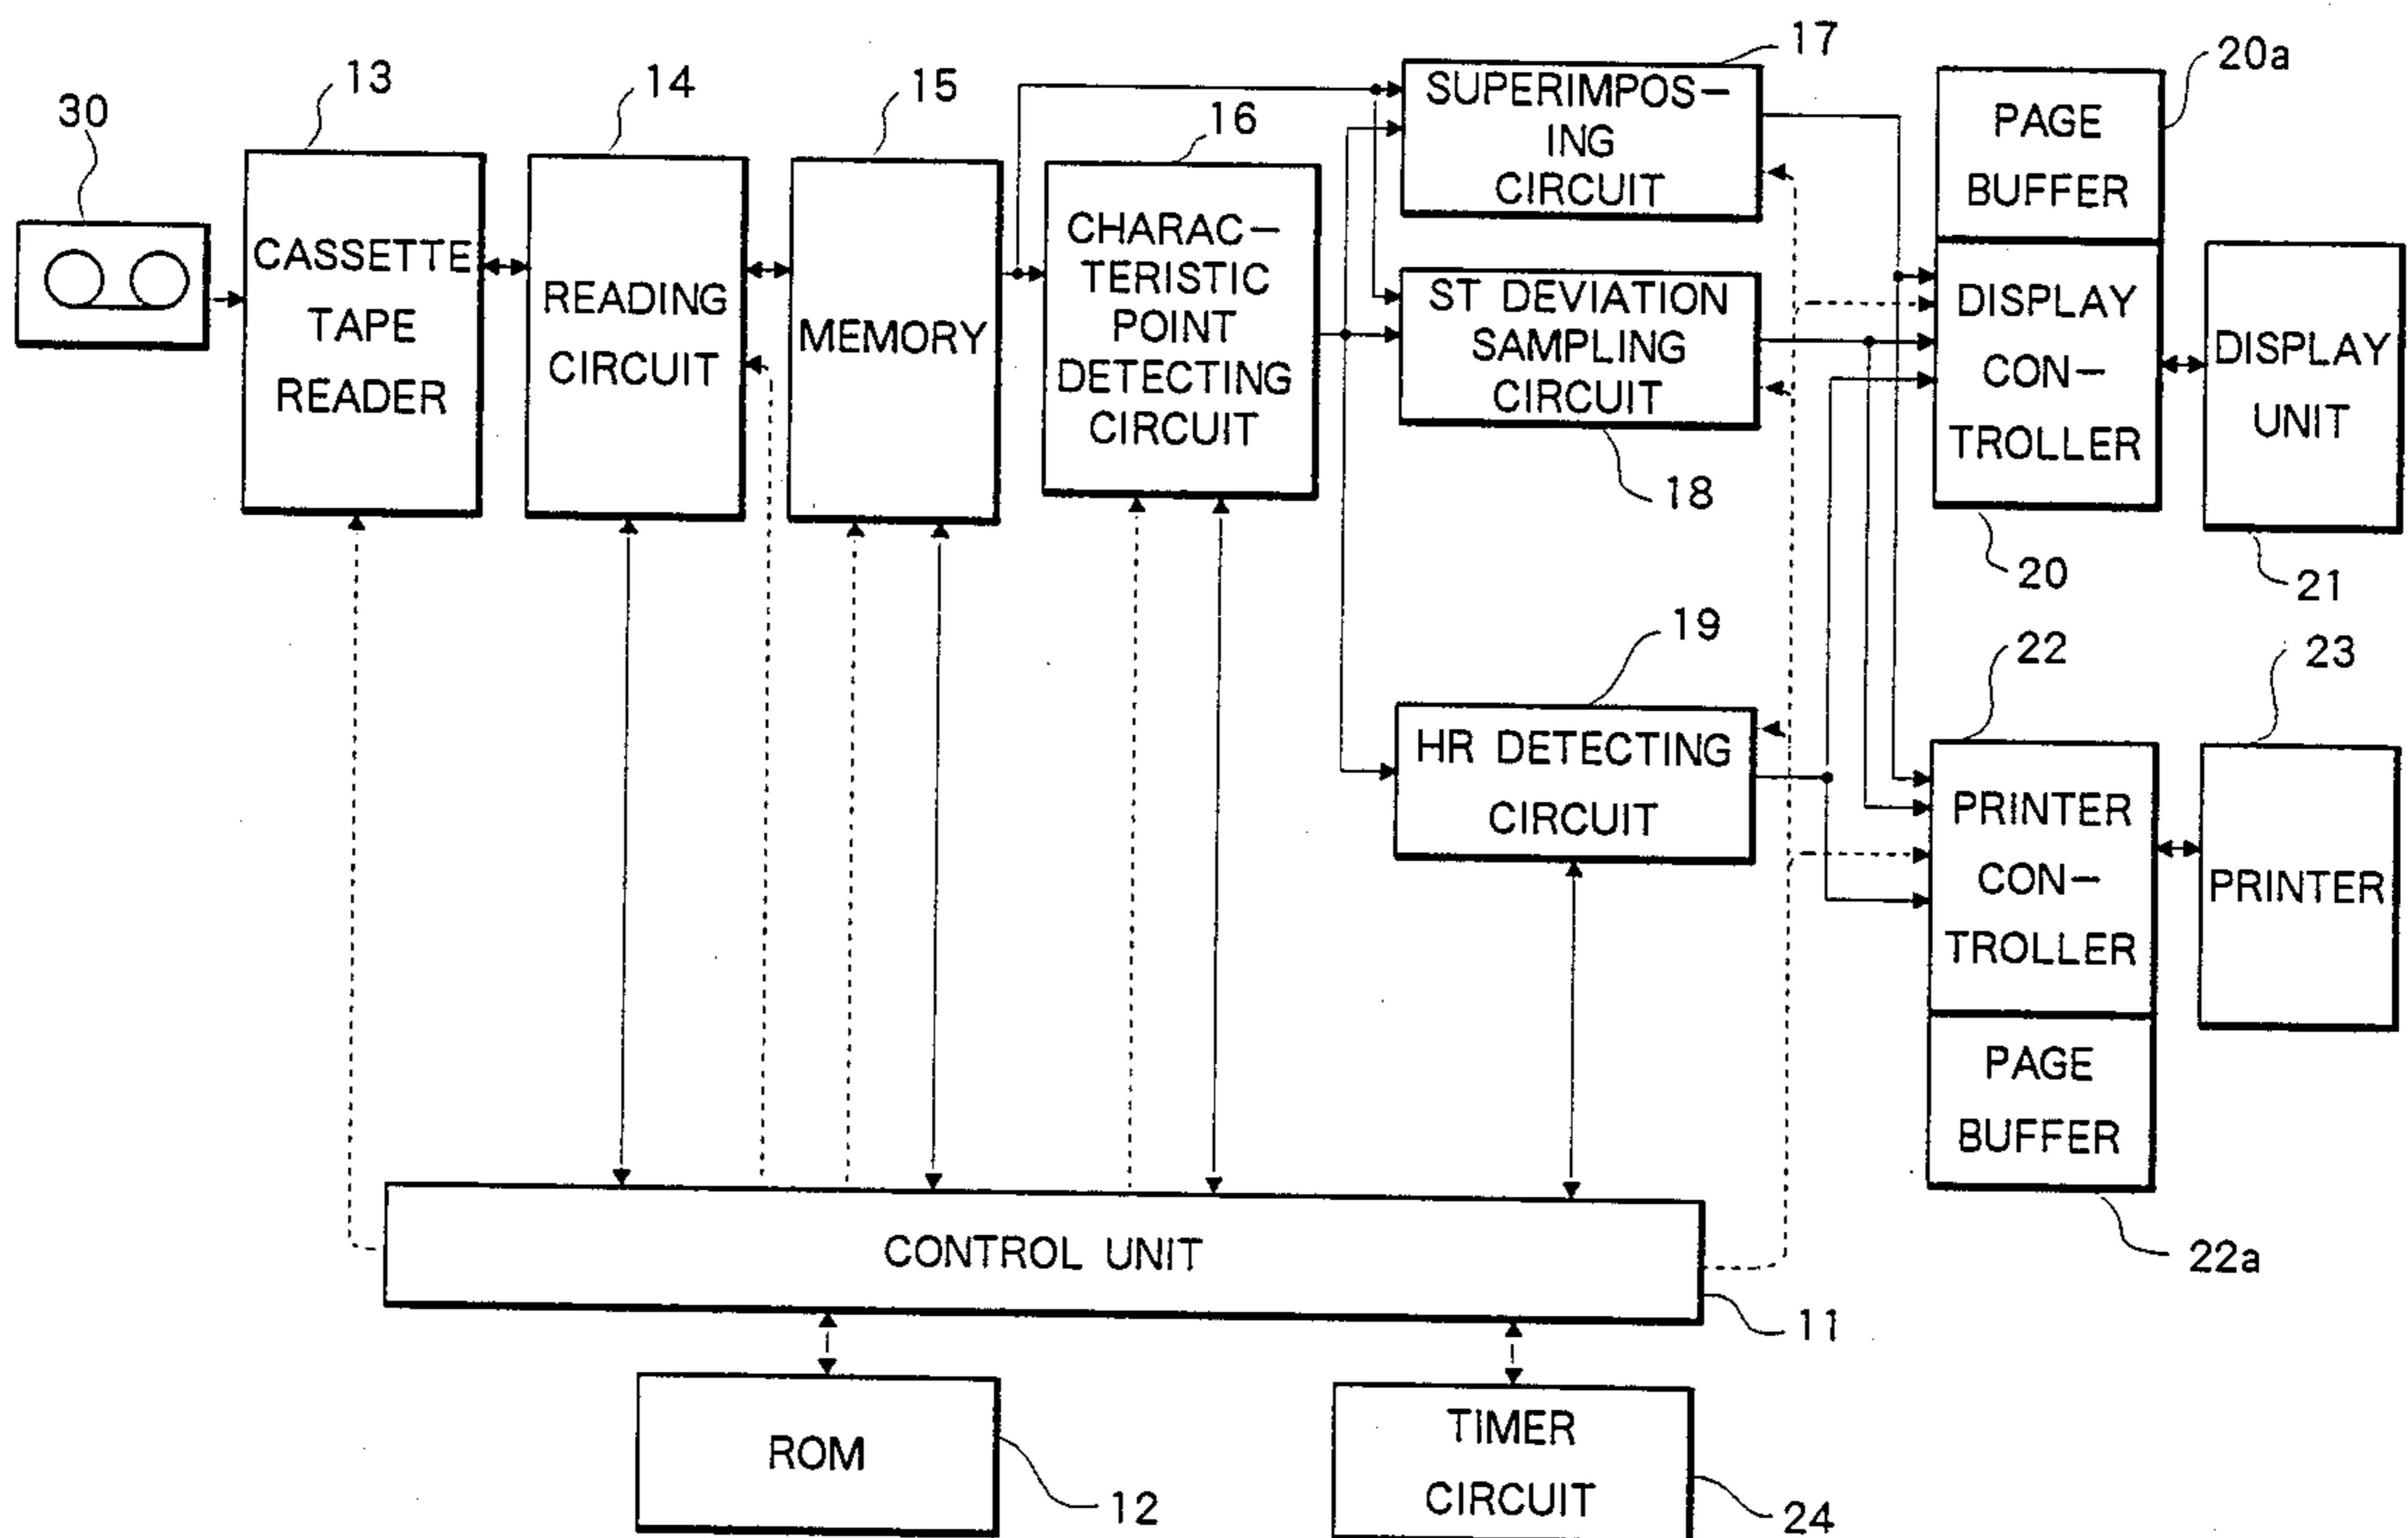 30
13
CASSETTE
TAPE
READER
14
READING
CIRCUIT
15
MEMORY
16
CHARAC-
TERISTIC
POINT
DETECTING
CIRCUIT
17
SUPERIMPOS-
ING
CIRCUIT
ST DEVIATION
SAMPLING
CIRCUIT
18
19
HR DETECTING
CIRCUIT
20a
PAGE
BUFFER
DISPLAY
CON-
TROLLER
20
DISPLAY
UNIT
21
22
PRINTER
CON-
TROLLER
PAGE
BUFFER
22a
23
PRINTER
CONTROL UNIT
11
ROM
12
TIMER
CIRCUIT
24